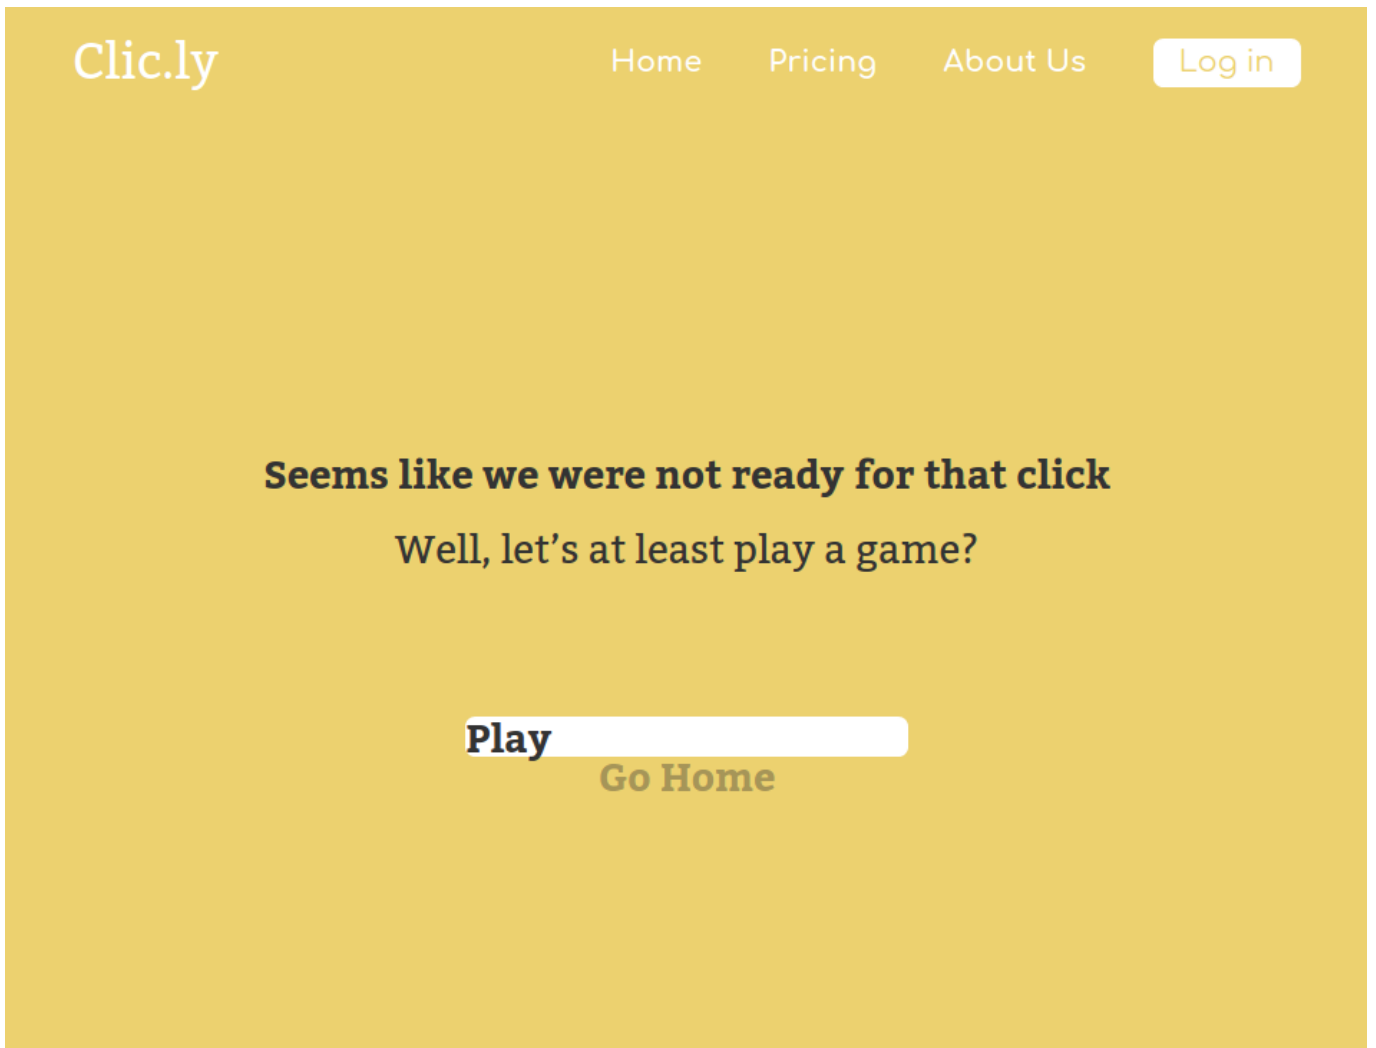 Clic.ly
Home Pricing About Us Log in
Seems like we were not ready for that click
Well, let’s at least play a game?
Play
Go Home